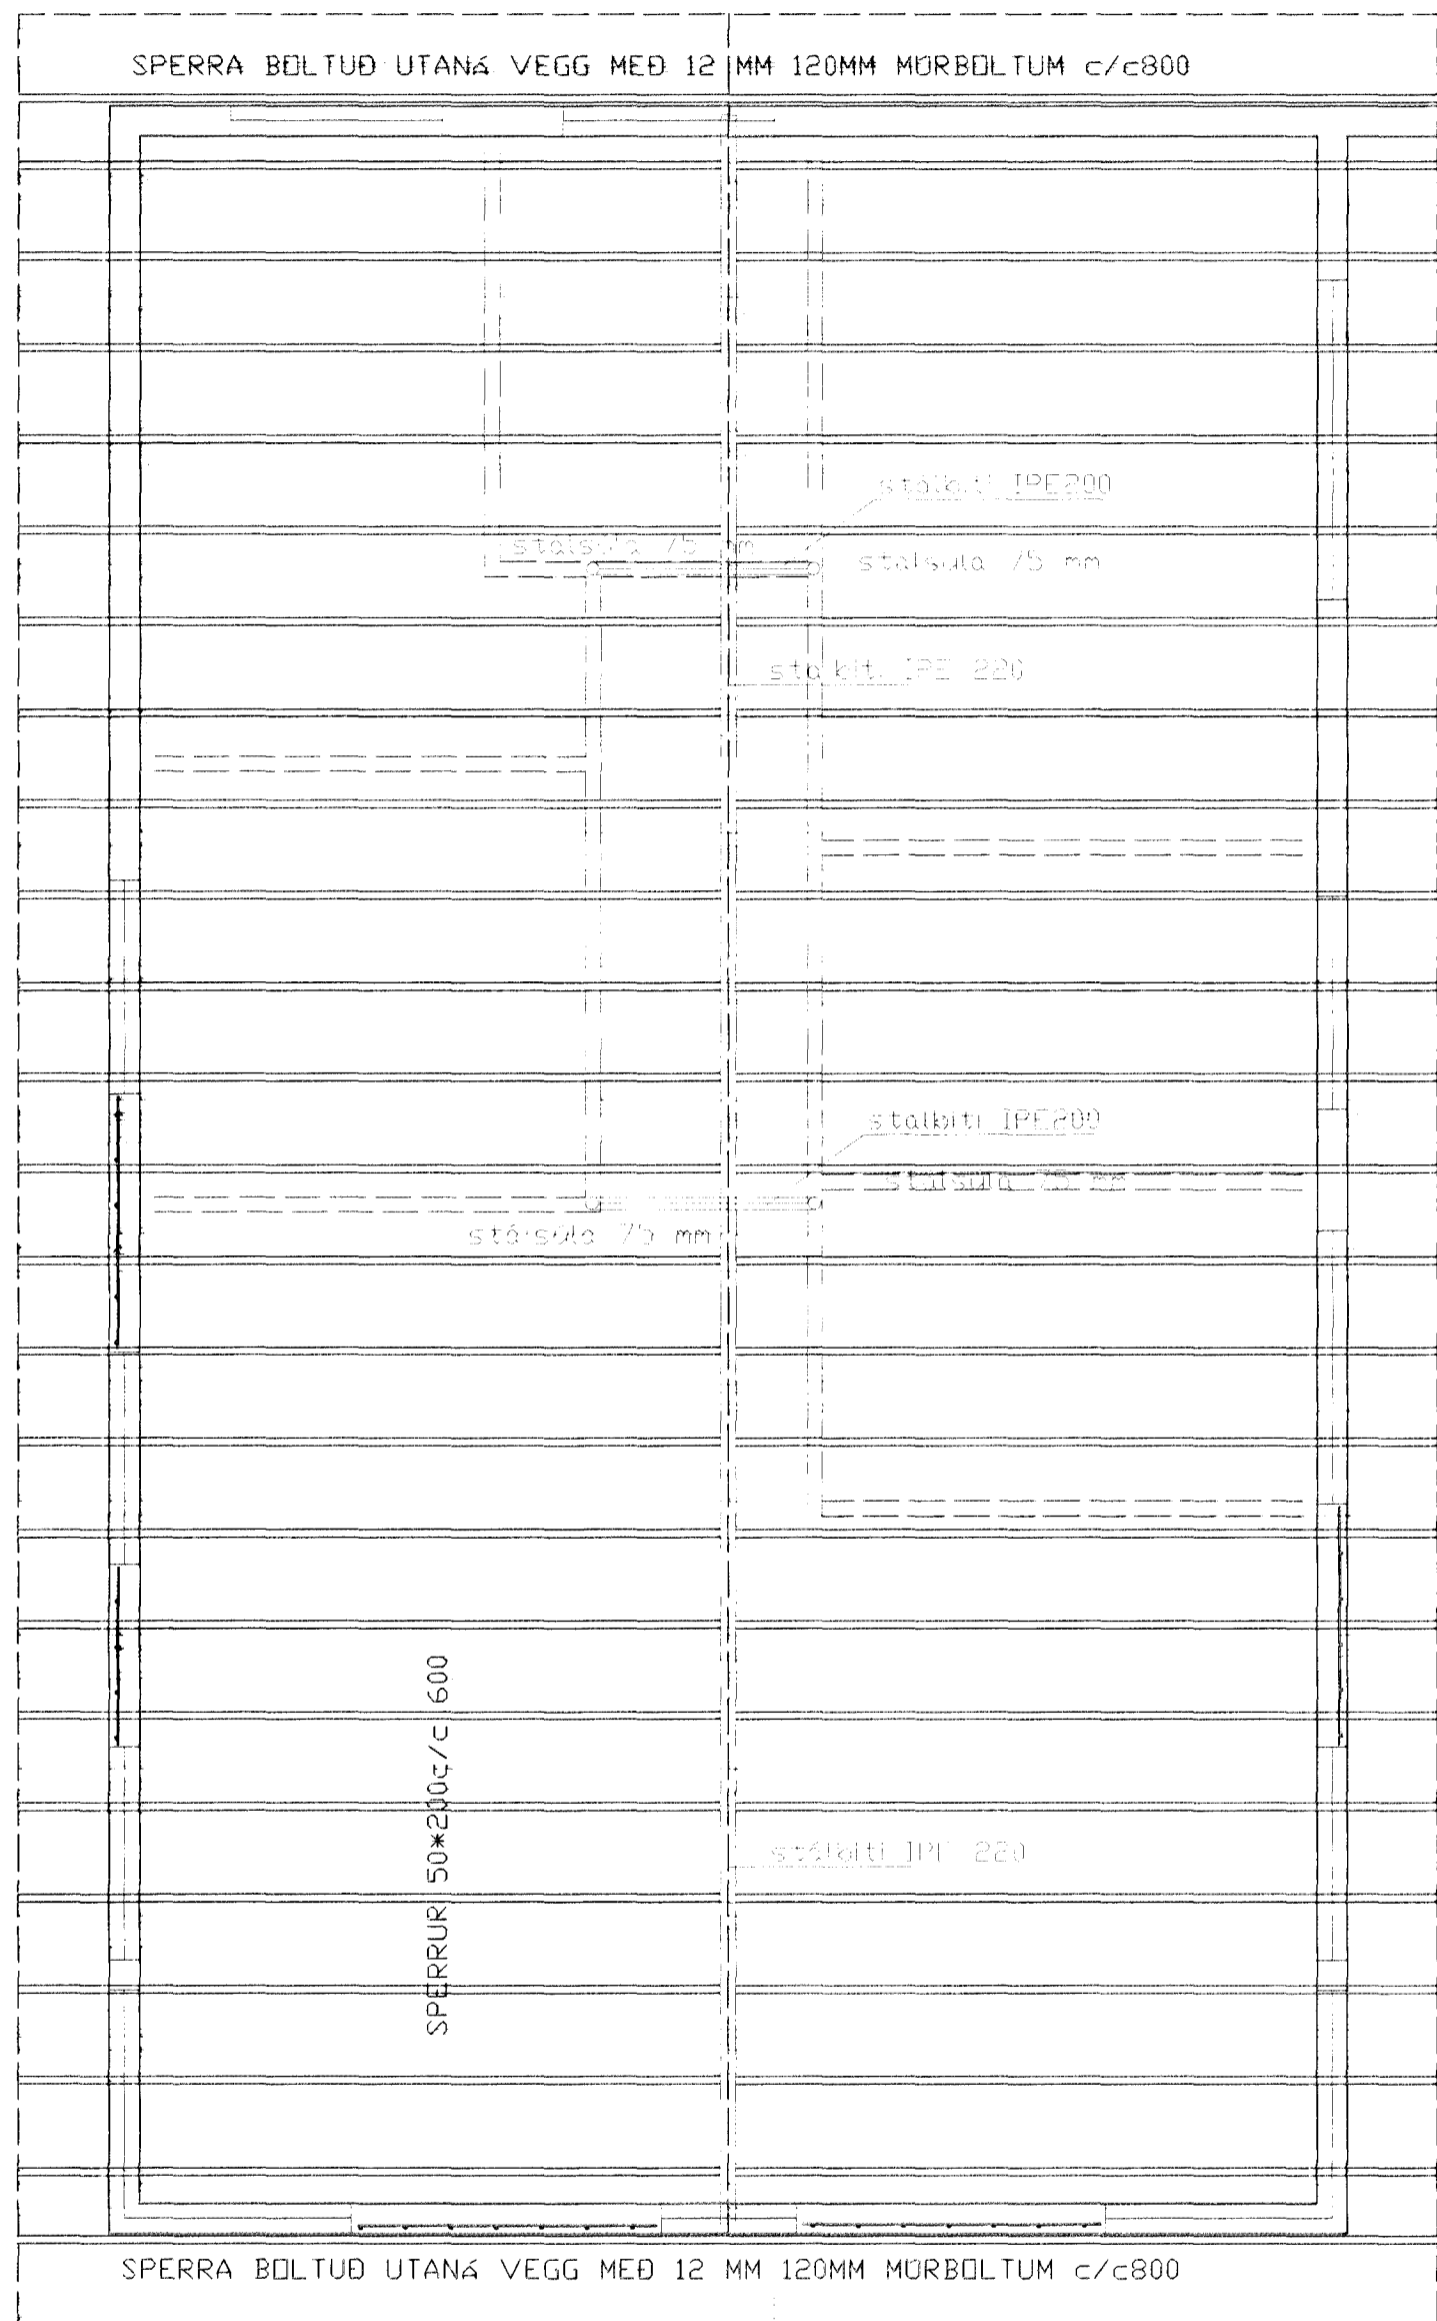 SPERRA BOLTUÐ UTANÁ VEGG MEÐ 12 MM 120MM MÚRBOLTUM c/c800
stálbiti IPE200
stálsúla 75 mm
stálsúla 75 mm
stálbiti IPE 220
stálbiti IPE200
stálsúla 75 mm
stálsúla 75 mm
SPERRUR 50*200c/c 600
stálbiti IPE 220
SPERRA BOLTUÐ UTANÁ VEGG MEÐ 12 MM 120MM MÚRBOLTUM c/c800